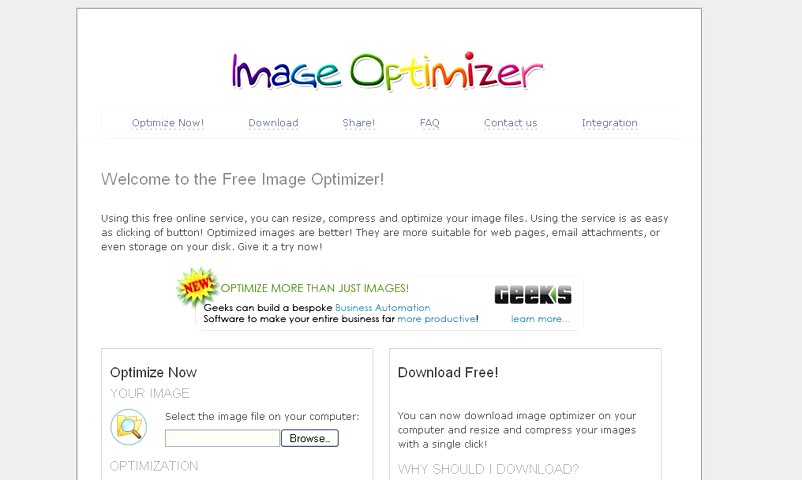 Image Optimizer
Optimize Now! Download Share! FAQ Contact us Integration
Welcome to the Free Image Optimizer!
Using this free online service, you can resize, compress and optimize your image files. Using the service is as easy
as clicking of button! Optimized images are better! They are more suitable for web pages, email attachments, or
even storage on your disk. Give it a try now!
NEW! OPTIMIZE MORE THAN JUST IMAGES!
Geeks can build a bespoke Business Automation
Software to make your entire business far more productive!
GEEKS
learn more...
Optimize Now
YOUR IMAGE
Select the image file on your computer:
Browse...
OPTIMIZATION
Download Free!
You can now download image optimizer on your
computer and resize and compress your images
with a single click!
WHY SHOULD I DOWNLOAD?